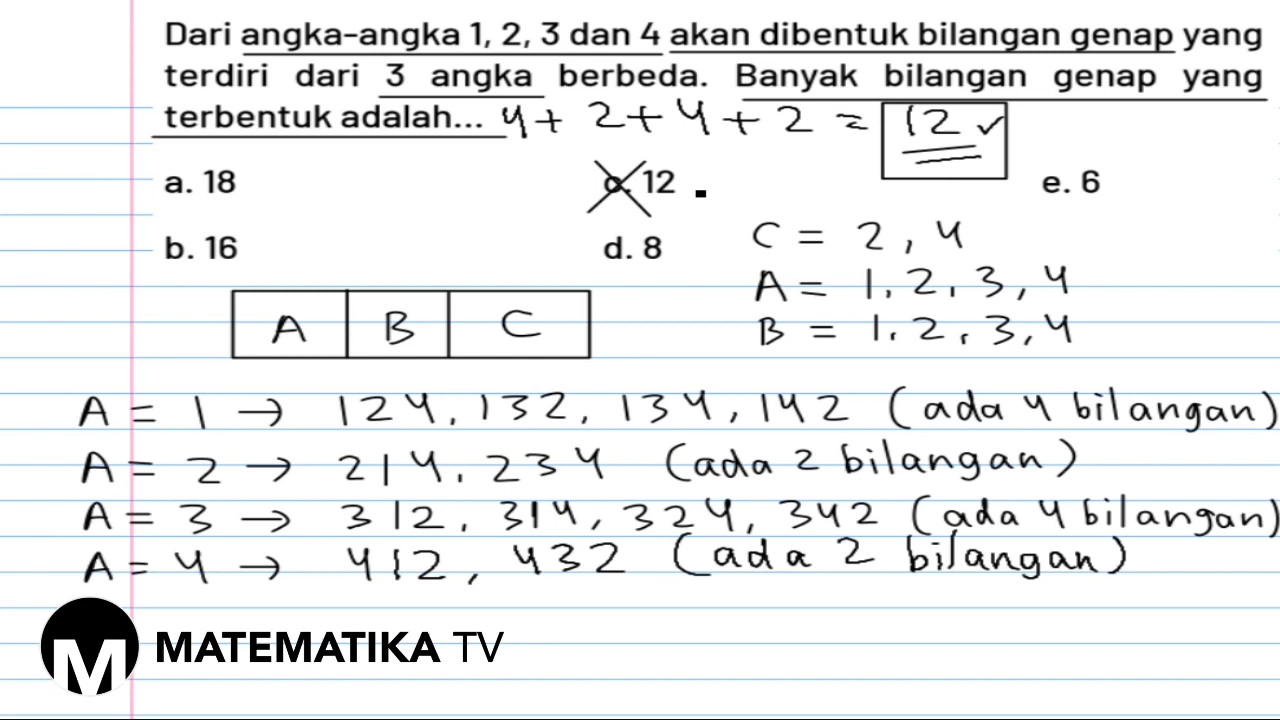 Dari angka-angka 1, 2, 3 dan 4 akan dibentuk bilangan genap yang
terdiri dari 3 angka berbeda. Banyak bilangan genap yang
terbentuk adalah... 4 + 2 + 4 + 2 = 12 ✓
a. 18 c. 12 e. 6
b. 16 d. 8
C = 2, 4
A = 1, 2, 3, 4
B = 1, 2, 3, 4
A B C
A = 1 → 124, 132, 134, 142 (ada 4 bilangan)
A = 2 → 214, 234 (ada 2 bilangan)
A = 3 → 312, 314, 324, 342 (ada 4 bilangan)
A = 4 → 412, 432 (ada 2 bilangan)
M MATEMATIKA TV